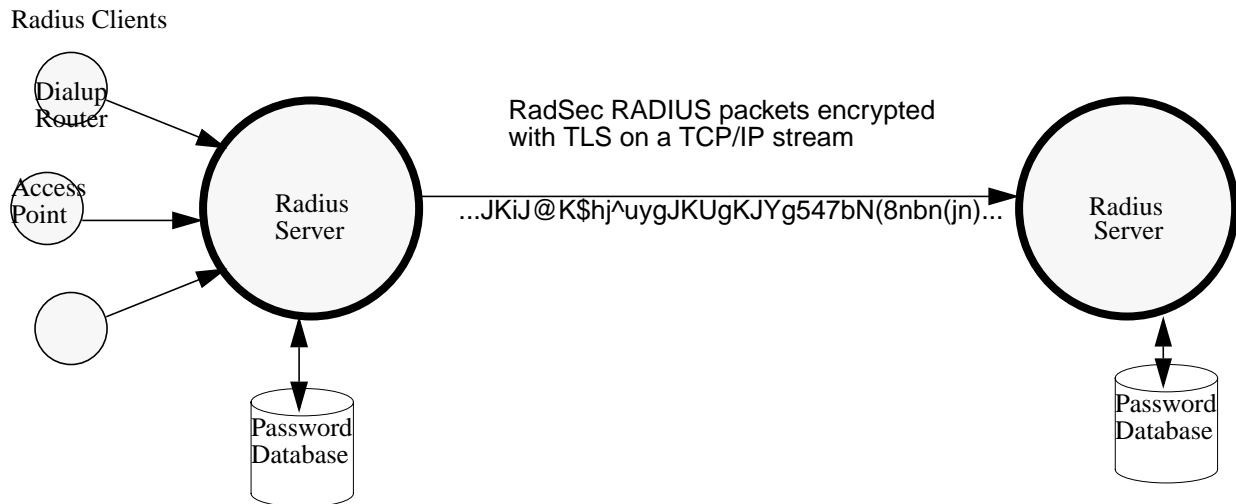 Radius Clients
Dialup
Router
Access
Point
Radius
Server
RadSec RADIUS packets encrypted
with TLS on a TCP/IP stream
...JKiJ@K$hj^uygJKUgKJYg547bN(8nbn(jn)...
Radius
Server
Password
Database
Password
Database